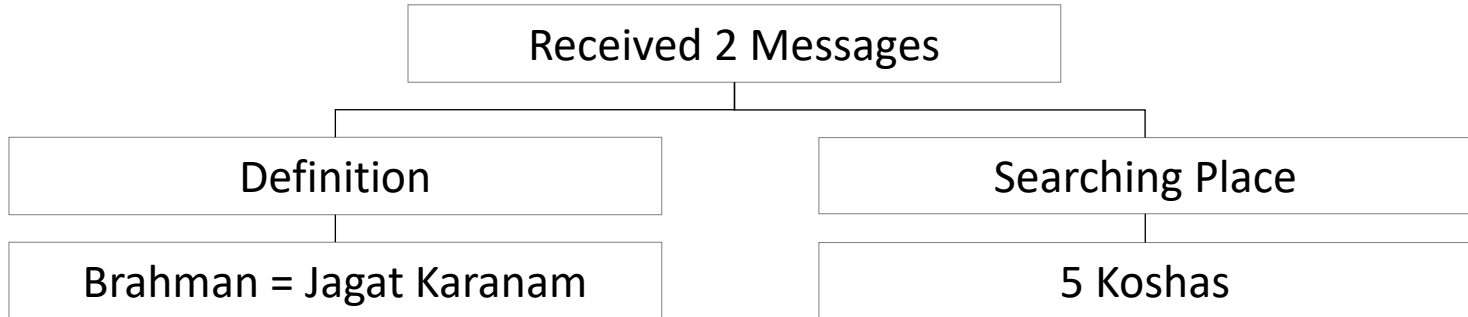 Received 2 Messages
Definition
Searching Place
Brahman = Jagat Karanam
5 Koshas